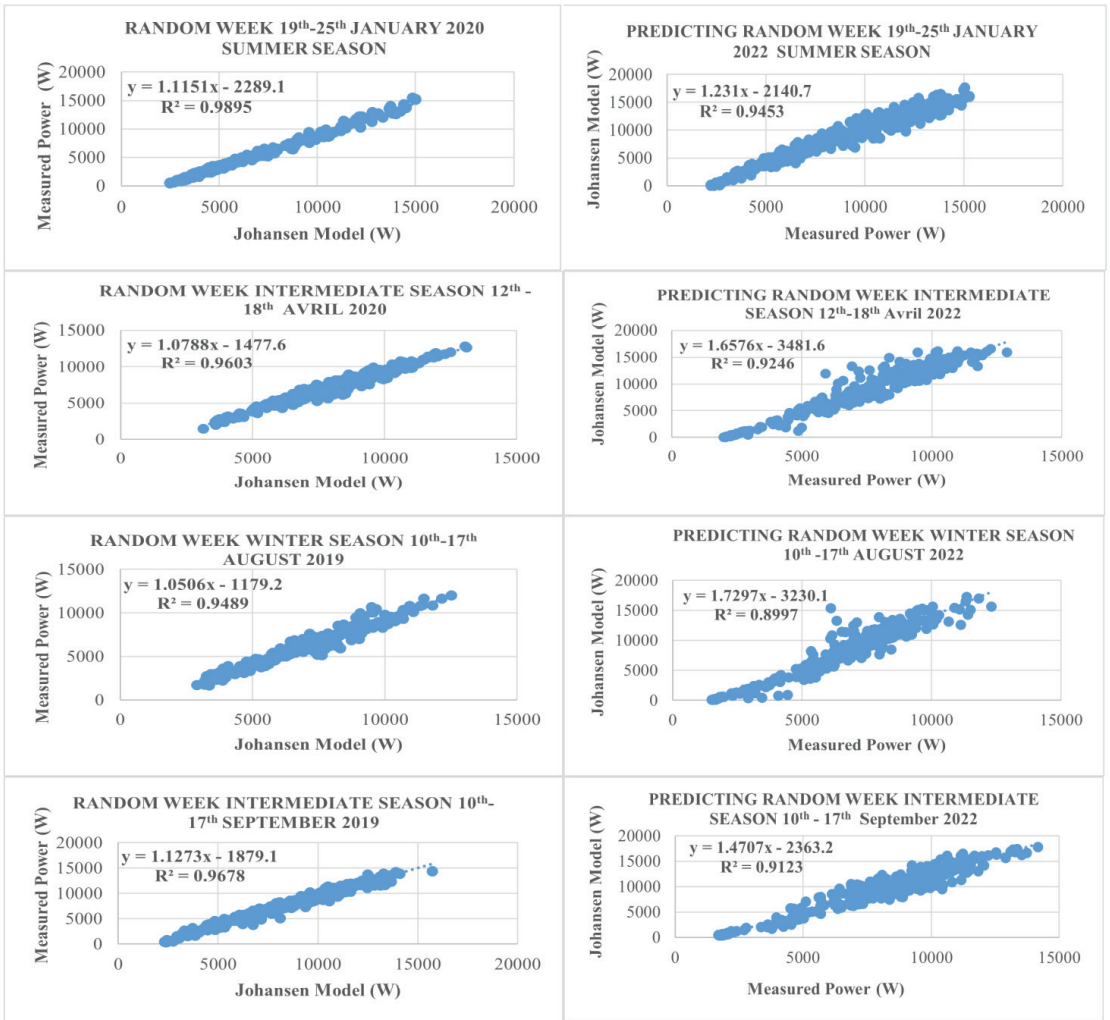 RANDOM WEEK 19th-25th JANUARY 2020
SUMMER SEASON
y = 1.1151x - 2289.1
R² = 0.9895
Measured Power (W)
20000
15000
10000
5000
0
0 5000 10000 15000 20000
Johansen Model (W)
PREDICTING RANDOM WEEK 19th-25th JANUARY
2022 SUMMER SEASON
y = 1.231x - 2140.7
R² = 0.9453
Johansen Model (W)
20000
15000
10000
5000
0
0 5000 10000 15000 20000
Measured Power (W)
RANDOM WEEK INTERMEDIATE SEASON 12th -
18th AVRIL 2020
y = 1.0788x - 1477.6
R² = 0.9603
Measured Power (W)
15000
10000
5000
0
0 5000 10000 15000
Johansen Model (W)
PREDICTING RANDOM WEEK INTERMEDIATE
SEASON 12th-18th Avril 2022
y = 1.6576x - 3481.6
R² = 0.9246
Johansen Model (W)
20000
15000
10000
5000
0
0 5000 10000 15000
Measured Power (W)
RANDOM WEEK WINTER SEASON 10th-17th
AUGUST 2019
y = 1.0506x - 1179.2
R² = 0.9489
Measured Power (W)
15000
10000
5000
0
0 5000 10000 15000
Johansen Model (W)
PREDICTING RANDOM WEEK WINTER SEASON
10th -17th AUGUST 2022
y = 1.7297x - 3230.1
R² = 0.8997
Johansen Model (W)
20000
15000
10000
5000
0
0 5000 10000 15000
Measured Power (W)
RANDOM WEEK INTERMEDIATE SEASON 10th-
17th SEPTEMBER 2019
y = 1.1273x - 1879.1
R² = 0.9678
Measured Power (W)
20000
15000
10000
5000
0
0 5000 10000 15000 20000
Johansen Model (W)
PREDICTING RANDOM WEEK INTERMEDIATE
SEASON 10th - 17th September 2022
y = 1.4707x - 2363.2
R² = 0.9123
Johansen Model (W)
20000
15000
10000
5000
0
0 5000 10000 15000
Measured Power (W)